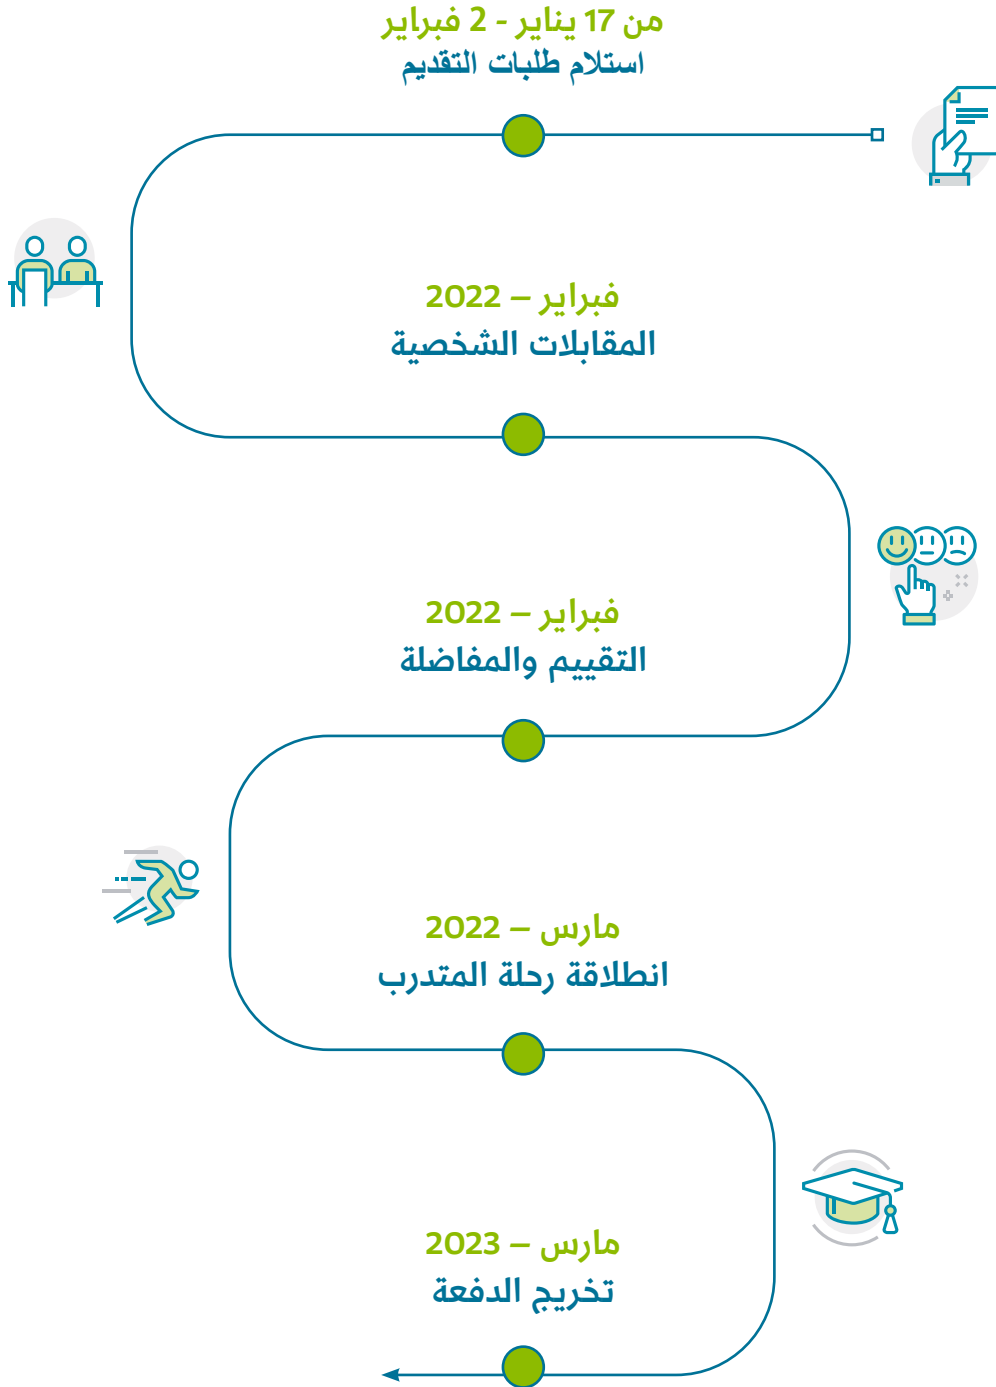 من 17 يناير - 2 فبراير
استلام طلبات التقديم
فبراير – 2022
المقابلات الشخصية
فبراير – 2022
التقييم والمفاضلة
مارس – 2022
انطلاقة رحلة المتدرب
مارس – 2023
تخريج الدفعة